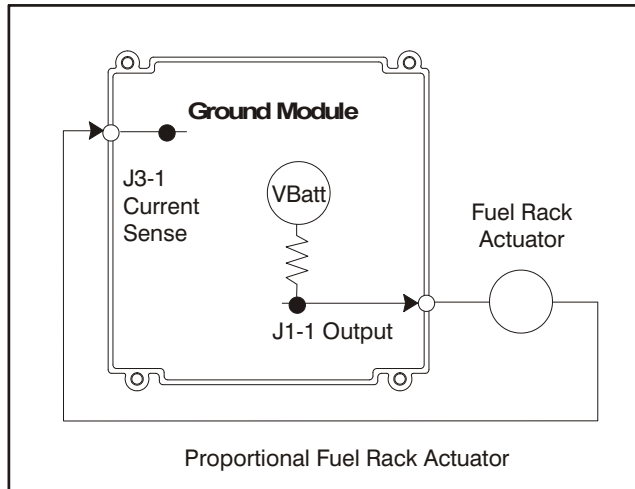 Ground Module
J3-1
Current
Sense
VBatt
Fuel Rack
Actuator
J1-1 Output
Proportional Fuel Rack Actuator